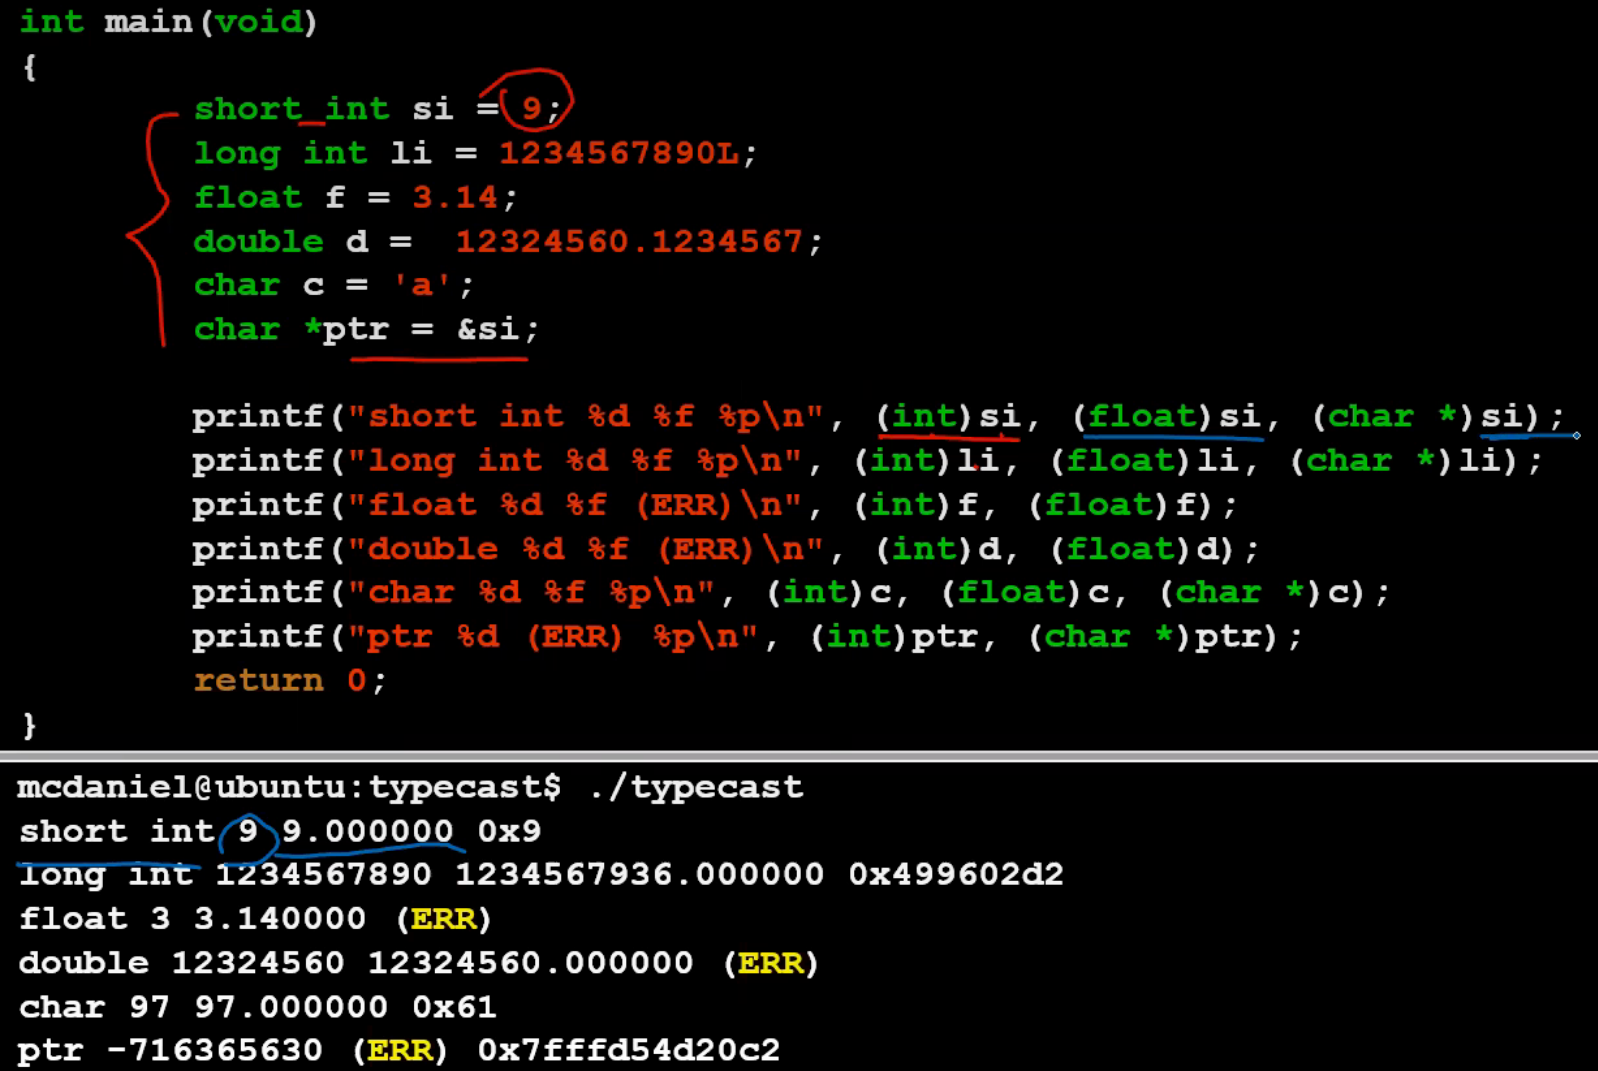 int main(void)
{
short int si = 9;
long int li = 1234567890L;
float f = 3.14;
double d =  12324560.1234567;
char c = 'a';
char *ptr = &si;
printf("short int %d %f %p\n", (int)si, (float)si, (char *)si);
printf("long int %d %f %p\n", (int)li, (float)li, (char *)li);
printf("float %d %f (ERR)\n", (int)f, (float)f);
printf("double %d %f (ERR)\n", (int)d, (float)d);
printf("char %d %f %p\n", (int)c, (float)c, (char *)c);
printf("ptr %d (ERR) %p\n", (int)ptr, (char *)ptr);
return 0;
}
mcdaniel@ubuntu:typecast$ ./typecast
short int 9 9.000000 0x9
long int 1234567890 1234567936.000000 0x499602d2
float 3 3.140000 (ERR)
double 12324560 12324560.000000 (ERR)
char 97 97.000000 0x61
ptr -716365630 (ERR) 0x7fffd54d20c2